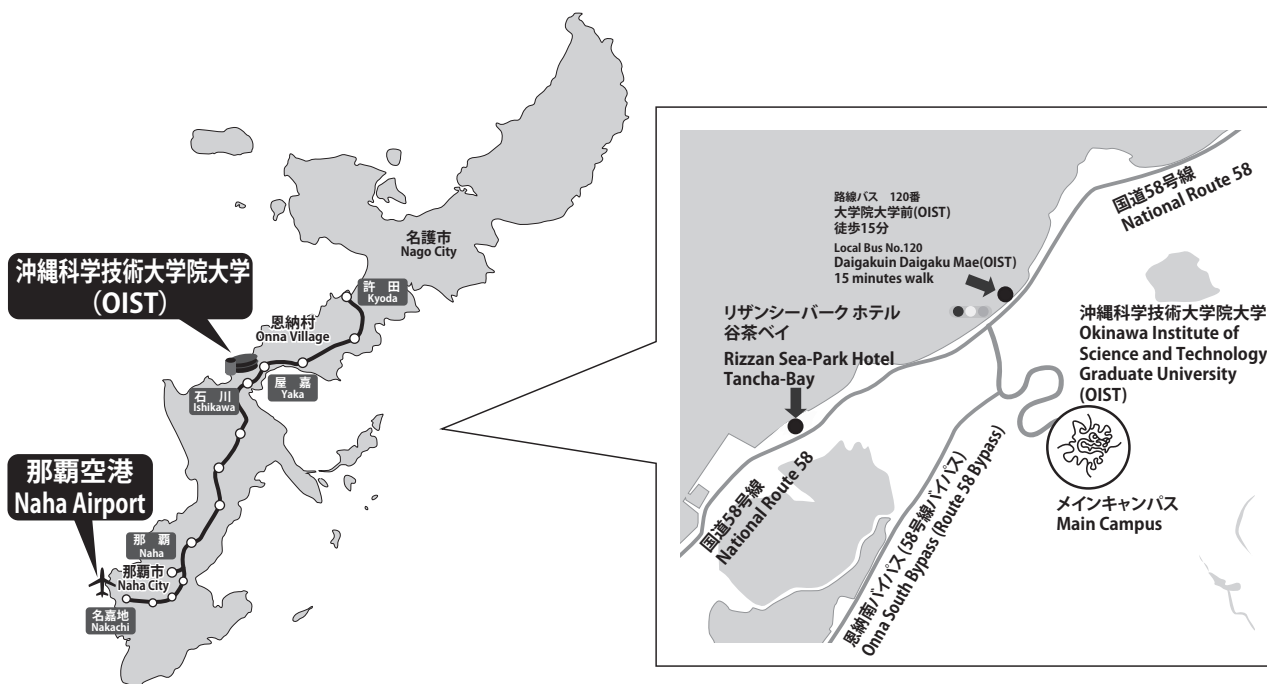 名護市
Nago City
沖縄科学技術大学院大学
(OIST)
許田
Kyoda
恩納村
Onna Village
屋嘉
Yaka
石川
Ishikawa
那覇空港
Naha Airport
那覇
Naha
那覇市
Naha City
名嘉地
Nakachi
国道58号線
National Route 58
路線バス 120番
大学院大学前(OIST)
徒歩15分
Local Bus No.120
Daigakuin Daigaku Mae(OIST)
15 minutes walk
リザンシーパーク ホテル
谷茶ベイ
Rizzan Sea-Park Hotel
Tancha-Bay
沖縄科学技術大学院大学
Okinawa Institute of
Science and Technology
Graduate University
(OIST)
メインキャンパス
Main Campus
国道58号線
National Route 58
恩納南バイパス (58号線バイパス)
Onna South Bypass (Route 58 Bypass)